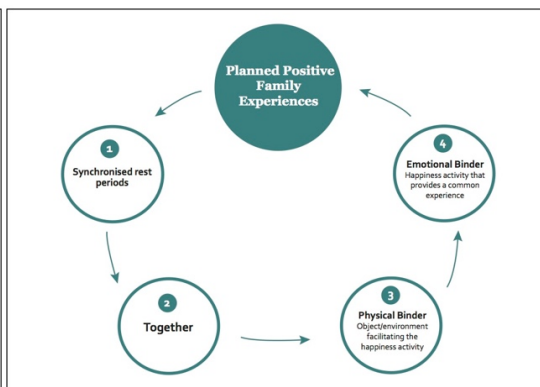 Planned Positive
Family
Experiences
1
Synchronised rest
periods
2
Together
3
Physical Binder
Object/environment
facilitating the
happiness activity
4
Emotional Binder
Happiness activity that
provides a common
experience